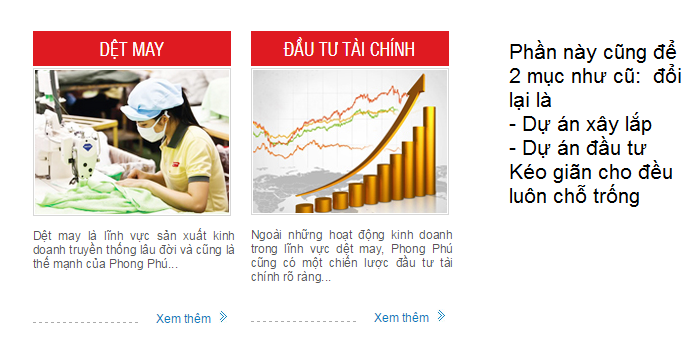 DỆT MAY
Dệt may là lĩnh vực sản xuất kinh
doanh truyền thống lâu đời và cũng là
thế mạnh của Phong Phú...
Xem thêm
ĐẦU TƯ TÀI CHÍNH
Ngoài những hoạt động kinh doanh
trong lĩnh vực dệt may, Phong Phú
cũng có một chiến lược đầu tư tài
chính rõ ràng...
Xem thêm
Phần này cũng để
2 mục như cũ: đổi
lại là
- Dự án xây lắp
- Dự án đầu tư
Kéo giãn cho đều
luôn chỗ trống